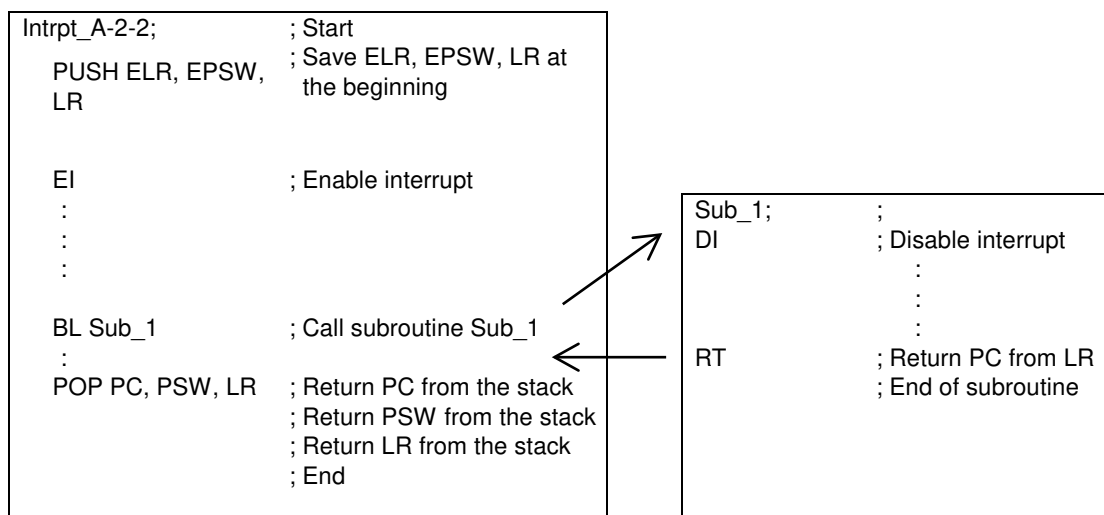 Intrpt_A-2-2; ; Start
PUSH ELR, EPSW, ; Save ELR, EPSW, LR at
LR the beginning
EI ; Enable interrupt
:
:
:
BL Sub_1 ; Call subroutine Sub_1
:
POP PC, PSW, LR ; Return PC from the stack
; Return PSW from the stack
; Return LR from the stack
; End
Sub_1; ;
DI ; Disable interrupt
:
:
:
RT ; Return PC from LR
; End of subroutine